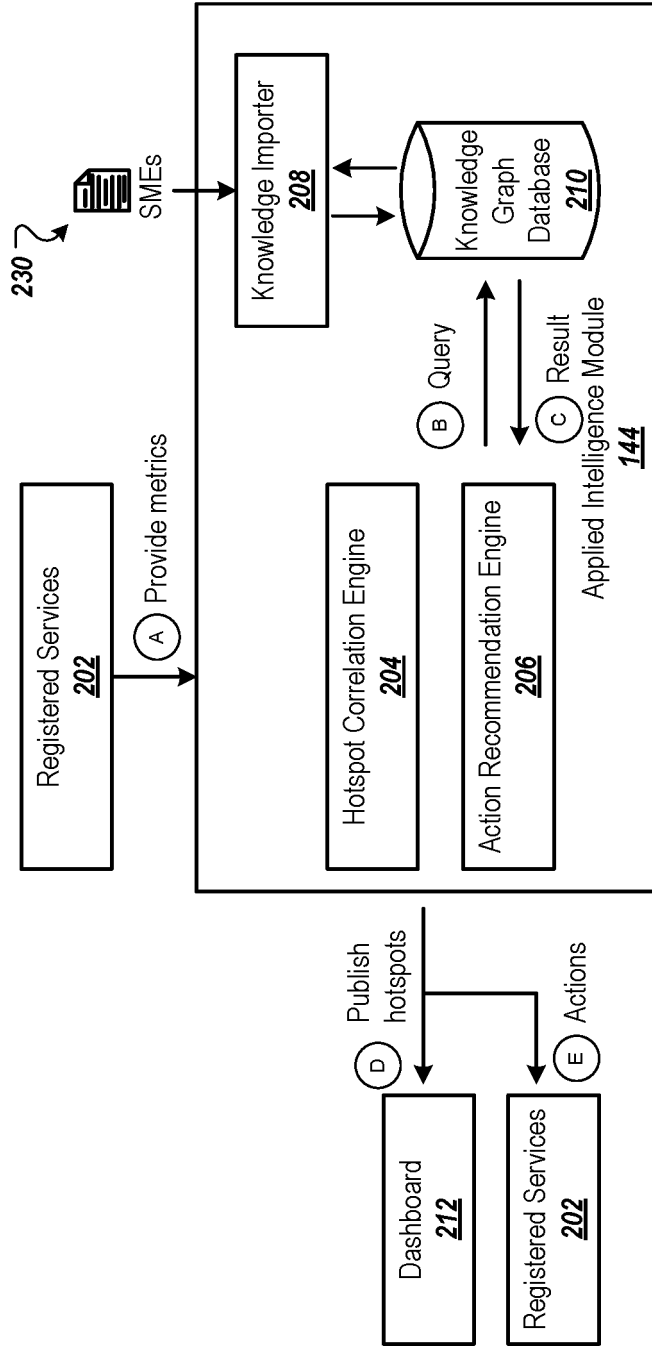 230
SMEs
Registered Services
202
A
Provide metrics
Knowledge Importer
208
Hotspot Correlation Engine
204
Action Recommendation Engine
206
B
Query
C
Result
Knowledge
Graph
Database
210
Applied Intelligence Module
144
D
Publish
hotspots
E
Actions
Dashboard
212
Registered Services
202